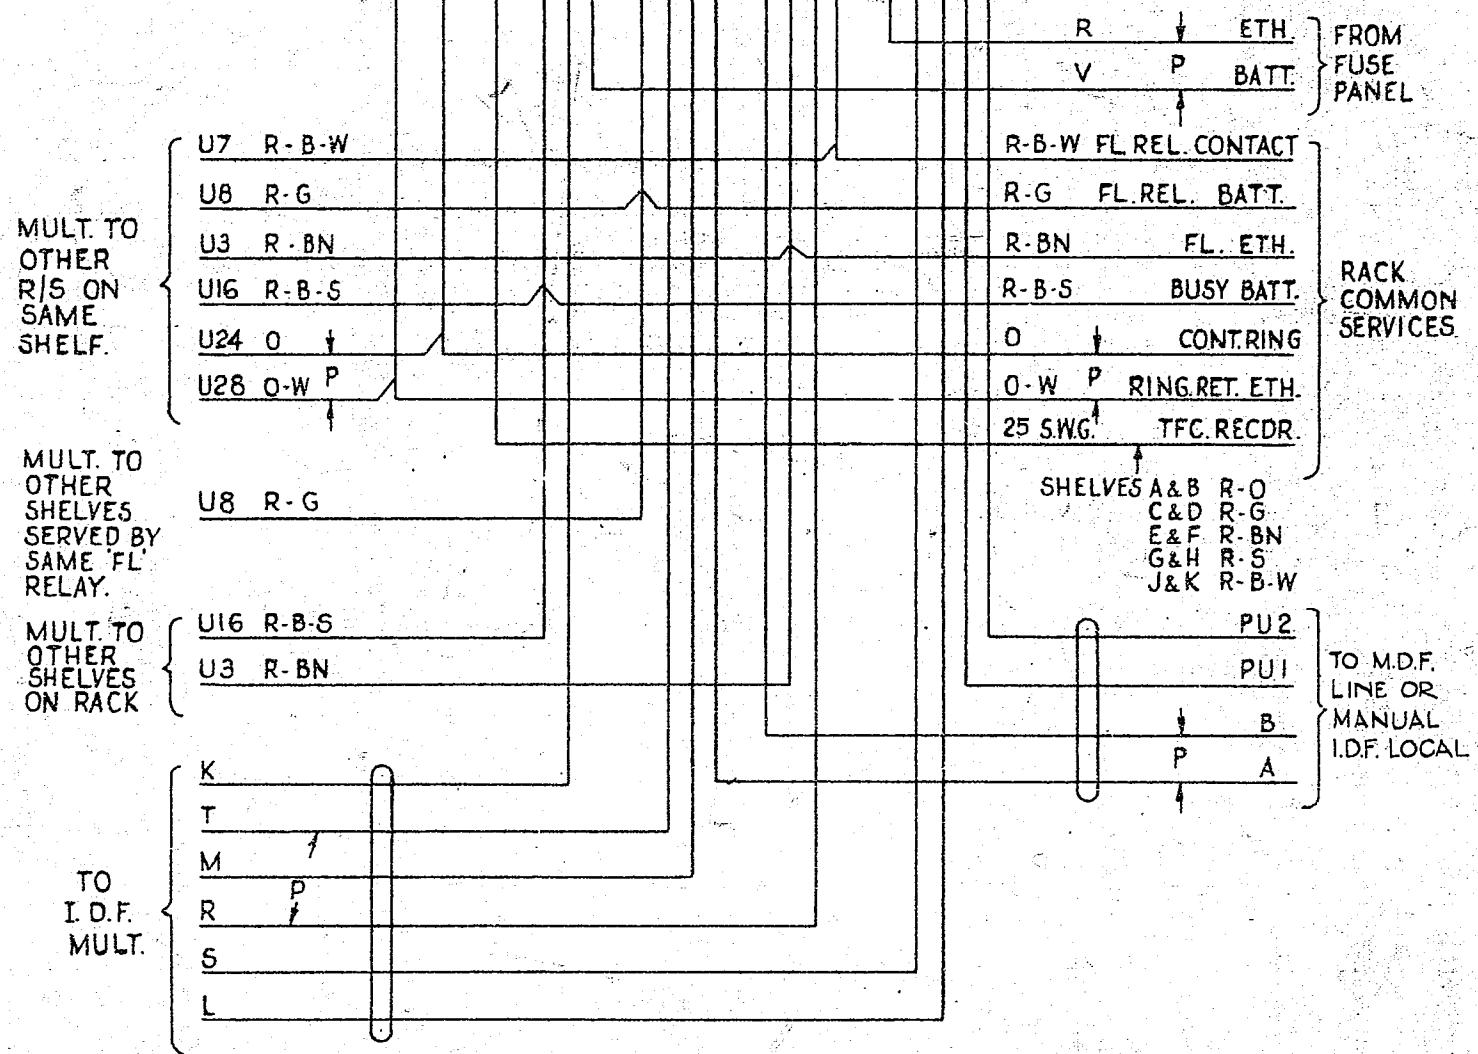 R ETH.
V P BATT.
FROM
FUSE
PANEL
MULT. TO
OTHER
R/S ON
SAME
SHELF.
U7 R-B-W
U8 R-G
U3 R-BN
U16 R-B-S
U24 O
U28 O-W P
R-B-W FL.REL.CONTACT
R-G FL.REL. BATT.
R-BN FL. ETH.
R-B-S BUSY BATT.
O CONT.RING
O-W P RING.RET. ETH.
25 S.W.G. TFC.RECDR.
RACK
COMMON
SERVICES
SHELVES A&B R-O
C&D R-G
E&F R-BN
G&H R-S
J&K R-B-W
MULT. TO
OTHER
SHELVES
SERVED BY
SAME 'FL'
RELAY.
U8 R-G
MULT. TO
OTHER
SHELVES
ON RACK
U16 R-B-S
U3 R-BN
PU2
PU1
B
P
A
TO M.D.F.
LINE OR
MANUAL
I.D.F. LOCAL
TO
I.D.F.
MULT.
K
T
M
P
R
S
L